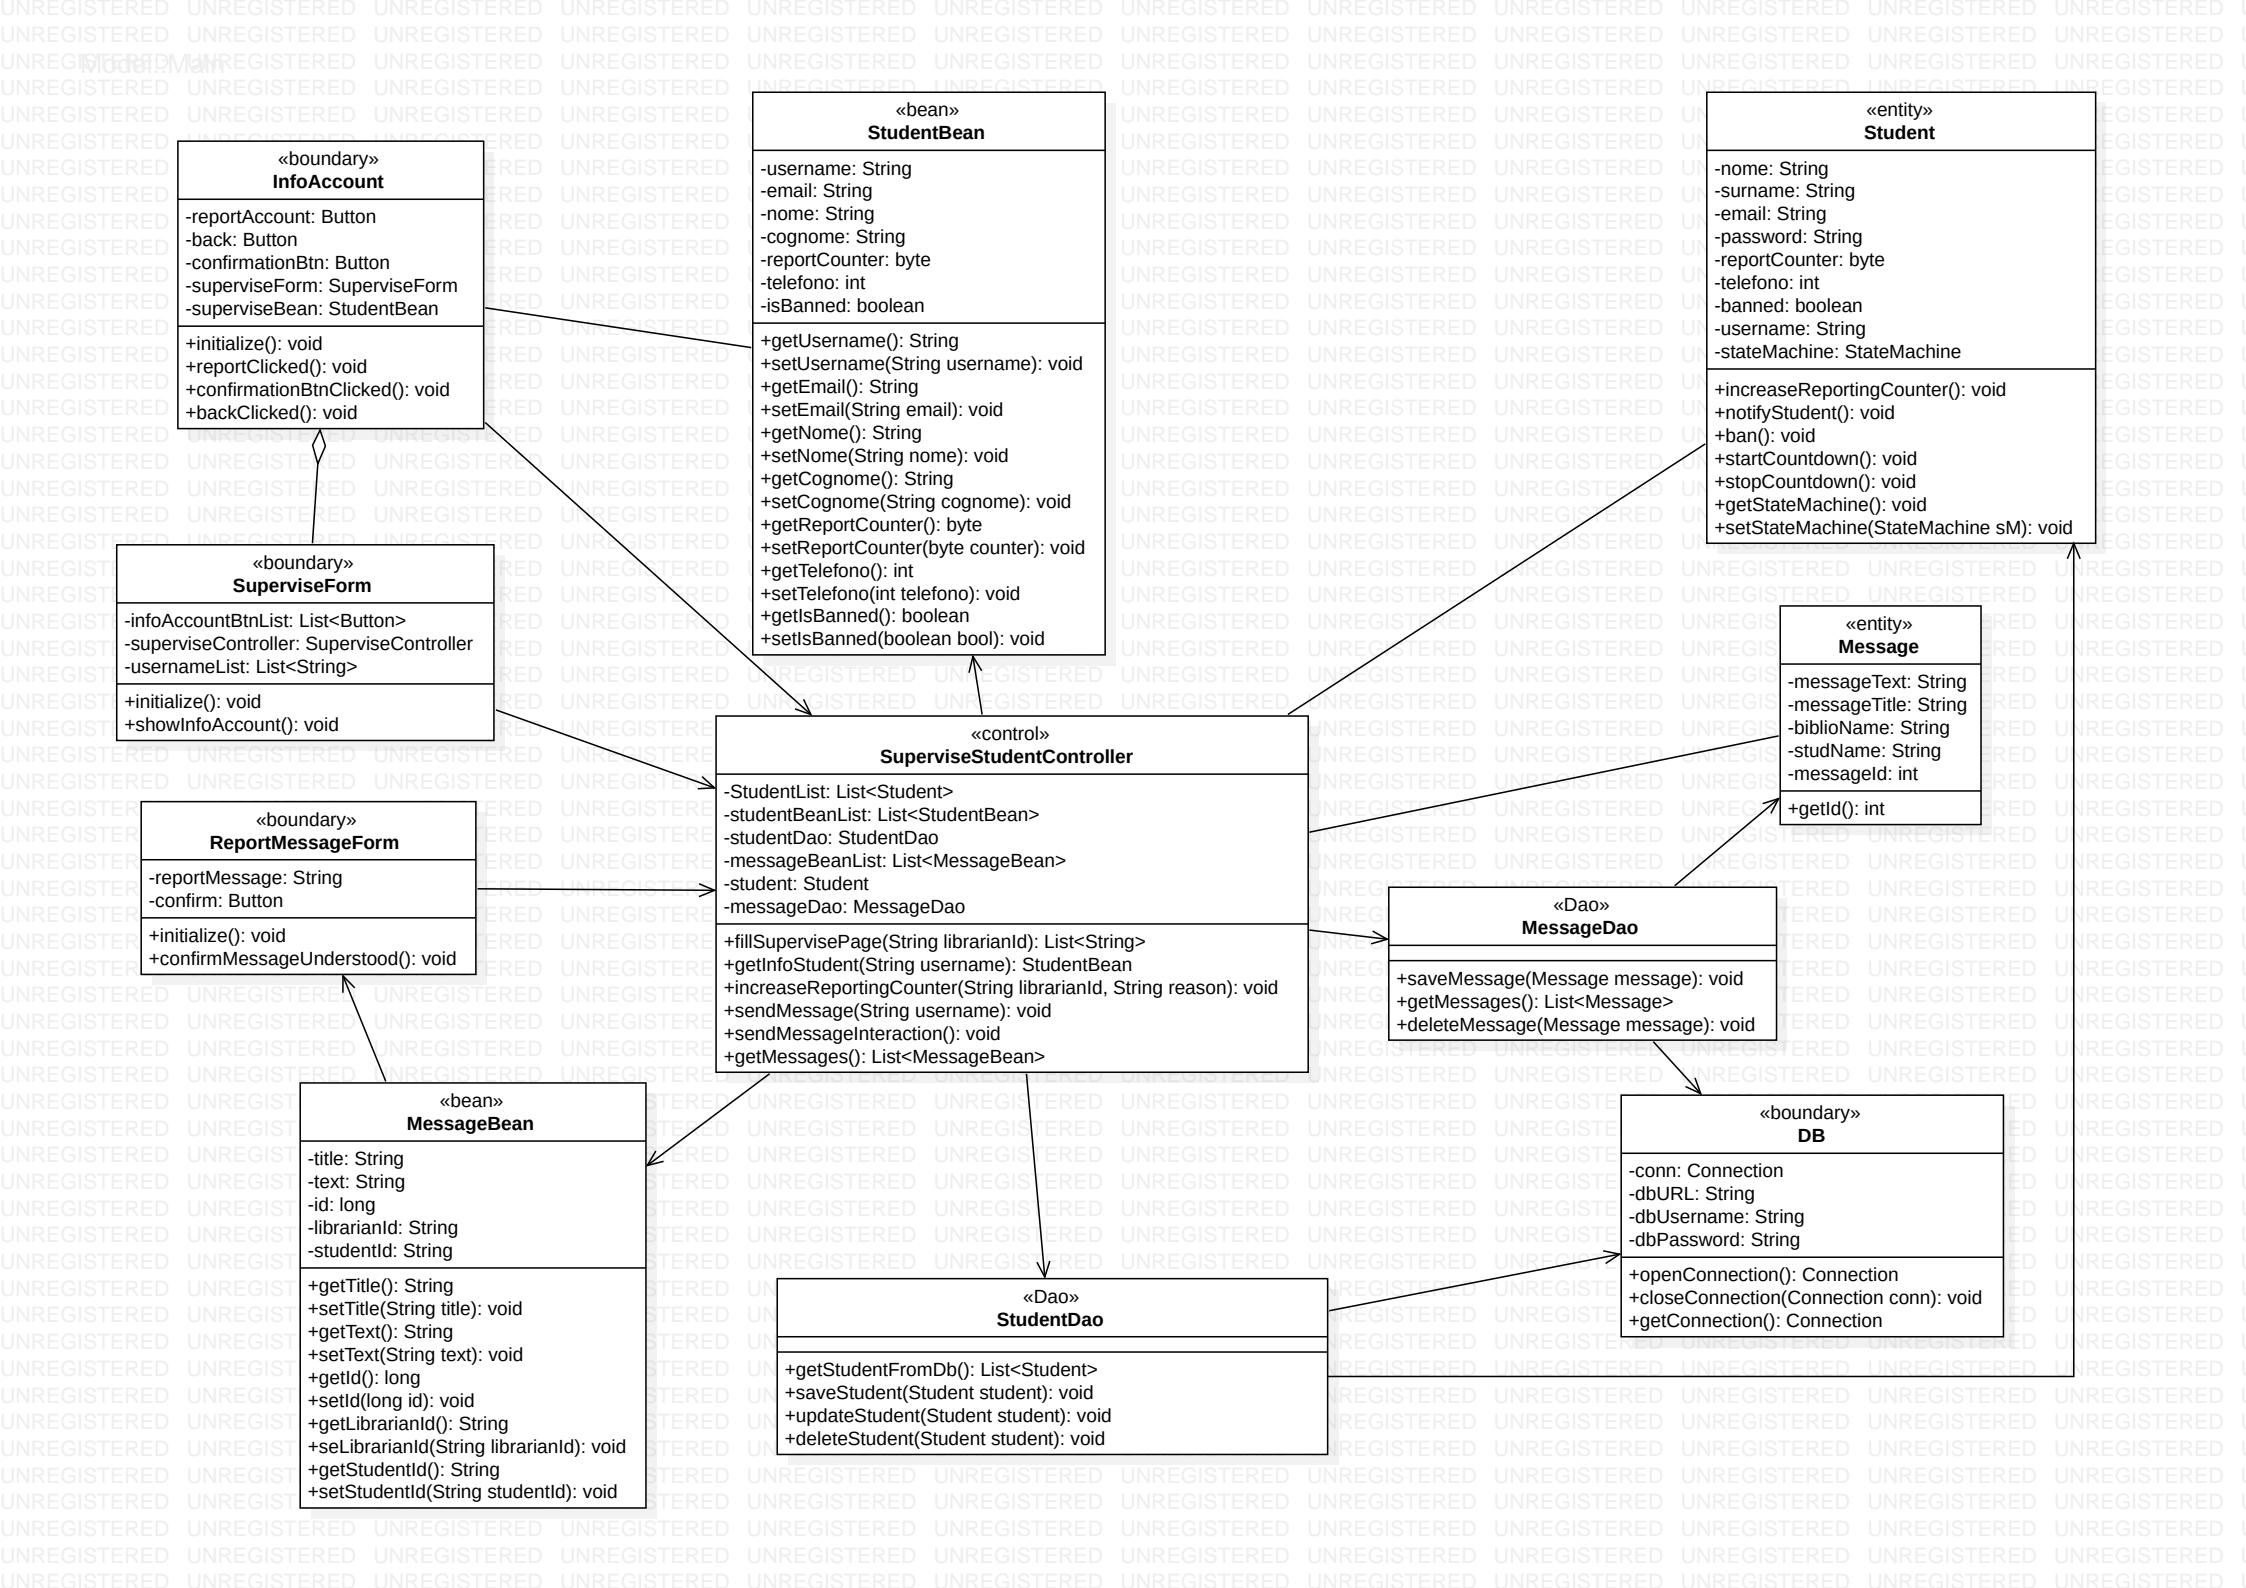 Model::Main
«boundary»
InfoAccount
-reportAccount: Button
-back: Button
-confirmationBtn: Button
-superviseForm: SuperviseForm
-superviseBean: StudentBean
+initialize(): void
+reportClicked(): void
+confirmationBtnClicked(): void
+backClicked(): void
«bean»
StudentBean
-username: String
-email: String
-nome: String
-cognome: String
-reportCounter: byte
-telefono: int
-isBanned: boolean
+getUsername(): String
+setUsername(String username): void
+getEmail(): String
+setEmail(String email): void
+getNome(): String
+setNome(String nome): void
+getCognome(): String
+setCognome(String cognome): void
+getReportCounter(): byte
+setReportCounter(byte counter): void
+getTelefono(): int
+setTelefono(int telefono): void
+getIsBanned(): boolean
+setIsBanned(boolean bool): void
«entity»
Student
-nome: String
-surname: String
-email: String
-password: String
-reportCounter: byte
-telefono: int
-banned: boolean
-username: String
-stateMachine: StateMachine
+increaseReportingCounter(): void
+notifyStudent(): void
+ban(): void
+startCountdown(): void
+stopCountdown(): void
+getStateMachine(): void
+setStateMachine(StateMachine sM): void
«boundary»
SuperviseForm
-infoAccountBtnList: List<Button>
-superviseController: SuperviseController
-usernameList: List<String>
+initialize(): void
+showInfoAccount(): void
«entity»
Message
-messageText: String
-messageTitle: String
-biblioName: String
-studName: String
-messageId: int
+getId(): int
«control»
SuperviseStudentController
-StudentList: List<Student>
-studentBeanList: List<StudentBean>
-studentDao: StudentDao
-messageBeanList: List<MessageBean>
-student: Student
-messageDao: MessageDao
+fillSupervisePage(String librarianId): List<String>
+getInfoStudent(String username): StudentBean
+increaseReportingCounter(String librarianId, String reason): void
+sendMessage(String username): void
+sendMessageInteraction(): void
+getMessages(): List<MessageBean>
«boundary»
ReportMessageForm
-reportMessage: String
-confirm: Button
+initialize(): void
+confirmMessageUnderstood(): void
«Dao»
MessageDao
+saveMessage(Message message): void
+getMessages(): List<Message>
+deleteMessage(Message message): void
«bean»
MessageBean
-title: String
-text: String
-id: long
-librarianId: String
-studentId: String
+getTitle(): String
+setTitle(String title): void
+getText(): String
+setText(String text): void
+getId(): long
+setId(long id): void
+getLibrarianId(): String
+seLibrarianId(String librarianId): void
+getStudentId(): String
+setStudentId(String studentId): void
«boundary»
DB
-conn: Connection
-dbURL: String
-dbUsername: String
-dbPassword: String
+openConnection(): Connection
+closeConnection(Connection conn): void
+getConnection(): Connection
«Dao»
StudentDao
+getStudentFromDb(): List<Student>
+saveStudent(Student student): void
+updateStudent(Student student): void
+deleteStudent(Student student): void
UNREGISTERED